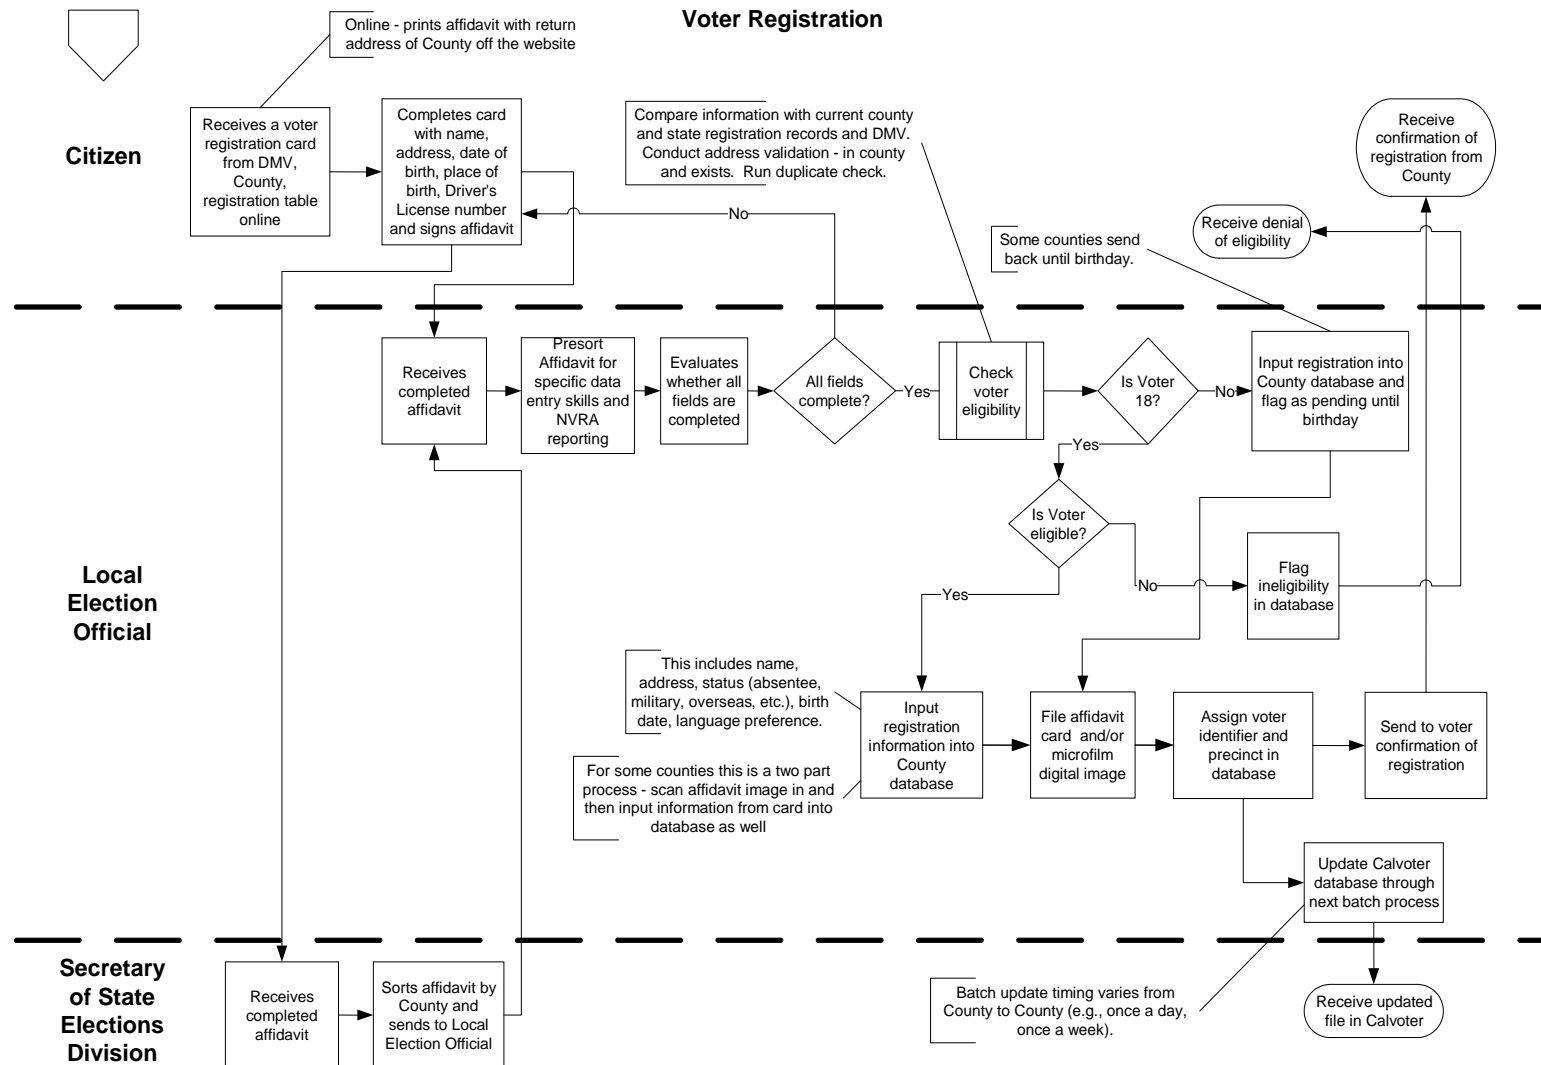 Voter Registration
Online - prints affidavit with return
address of County off the website
Citizen
Receives a voter
registration card
from DMV,
County,
registration table
online
Completes card
with name,
address, date of
birth, place of
birth, Driver's
License number
and signs affidavit
Compare information with current county
and state registration records and DMV.
Conduct address validation - in county
and exists.  Run duplicate check.
No
Some counties send
back until birthday.
Receive denial
of eligibility
Receive
confirmation of
registration from
County
Local
Election
Official
Receives
completed
affidavit
Presort
Affidavit for
specific data
entry skills and
NVRA
reporting
Evaluates
whether all
fields are
completed
All fields
complete?
Yes
Check
voter
eligibility
Is Voter
18?
No
Input registration into
County database and
flag as pending until
birthday
Yes
Is Voter
eligible?
No
Flag
ineligibility
in database
Yes
This includes name,
address, status (absentee,
military, overseas, etc.), birth
date, language preference.
For some counties this is a two part
process - scan affidavit image in and
then input information from card into
database as well
Input
registration
information into
County
database
File affidavit
card  and/or
microfilm
digital image
Assign voter
identifier and
precinct in
database
Send to voter
confirmation of
registration
Update Calvoter
database through
next batch process
Secretary
of State
Elections
Division
Receives
completed
affidavit
Sorts affidavit by
County and
sends to Local
Election Official
Batch update timing varies from
County to County (e.g., once a day,
once a week).
Receive updated
file in Calvoter